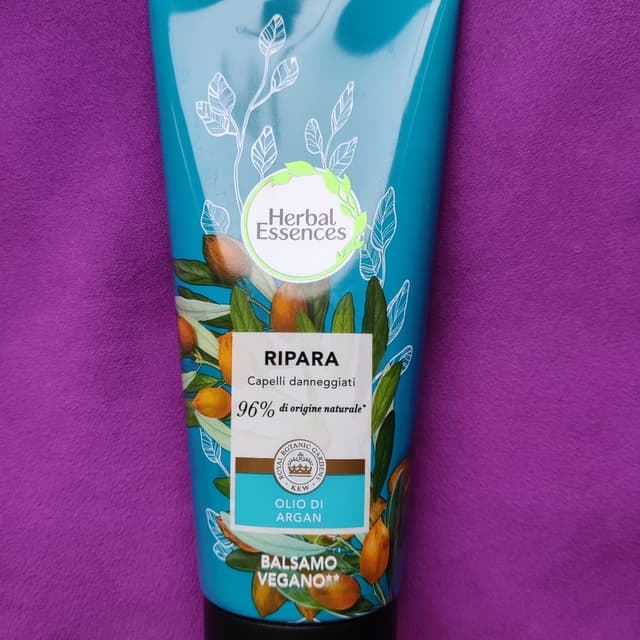 Herbal
Essences
RIPARA
Capelli danneggiati
96% di origine naturale*
ROYAL BOTANIC GARDENS
KEW
OLIO DI
ARGAN
BALSAMO
VEGANO**